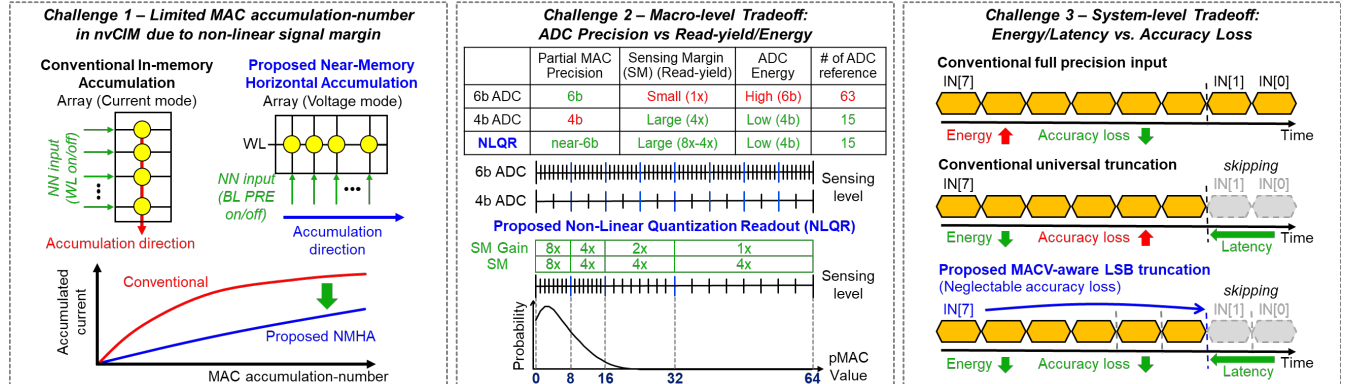 Challenge 1 – Limited MAC accumulation-number
in nvCIM due to non-linear signal margin
Conventional In-memory
Accumulation
Array (Current mode)
NN input
(WL on/off)
Accumulation direction
Proposed Near-Memory
Horizontal Accumulation
Array (Voltage mode)
WL
NN input
(BL PRE
on/off)
Accumulation
direction
Accumulated
current
Conventional
Proposed NMHA
MAC accumulation-number
Challenge 2 – Macro-level Tradeoff:
ADC Precision vs Read-yield/Energy
Partial MAC Precision | Sensing Margin (SM) (Read-yield) | ADC Energy | # of ADC reference
6b ADC | 6b | Small (1x) | High (6b) | 63
4b ADC | 4b | Large (4x) | Low (4b) | 15
NLQR | near-6b | Large (8x-4x) | Low (4b) | 15
6b ADC
4b ADC
Sensing
level
Proposed Non-Linear Quantization Readout (NLQR)
SM Gain 8x 4x 2x 1x
SM 8x 4x 4x 4x
Sensing
level
Probability
0 8 16 32 64
pMAC
Value
Challenge 3 – System-level Tradeoff:
Energy/Latency vs. Accuracy Loss
Conventional full precision input
IN[7] IN[1] IN[0]
Energy Accuracy loss Time
Conventional universal truncation
skipping
IN[7] IN[1] IN[0]
Energy Accuracy loss Latency Time
Proposed MACV-aware LSB truncation
(Neglectable accuracy loss)
skipping
IN[7] IN[1] IN[0]
Energy Accuracy loss Latency Time